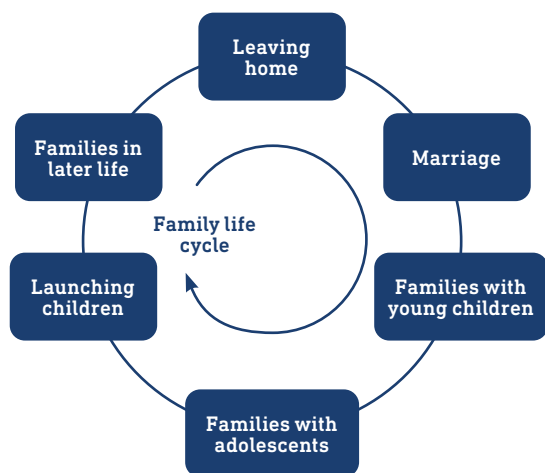 Leaving
home
Marriage
Families with
young children
Families with
adolescents
Launching
children
Families in
later life
Family life
cycle